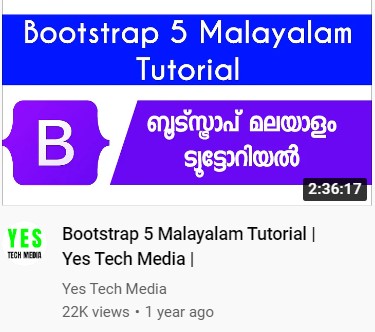 Bootstrap 5 Malayalam
Tutorial
B
ബൂട്സ്ട്രാപ് മലയാളം
ട്യൂട്ടോറിയൽ
2:36:17
YES
TECH MEDIA
Bootstrap 5 Malayalam Tutorial |
Yes Tech Media |
Yes Tech Media
22K views • 1 year ago